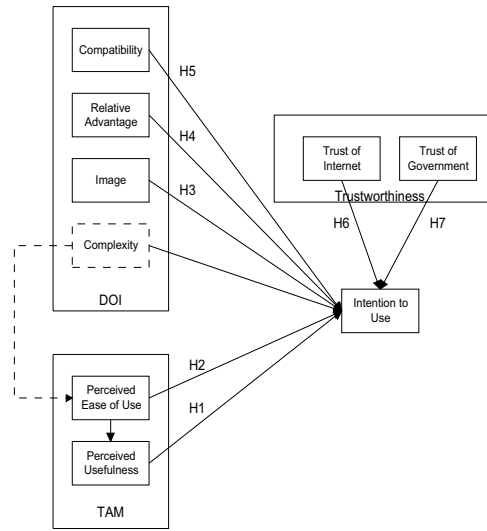 Compatibility
H5
Relative
Advantage
H4
Image
H3
Complexity
DOI
Trust of
Internet
Trust of
Government
Trustworthiness
H6
H7
Intention to
Use
H2
Perceived
Ease of Use
H1
Perceived
Usefulness
TAM